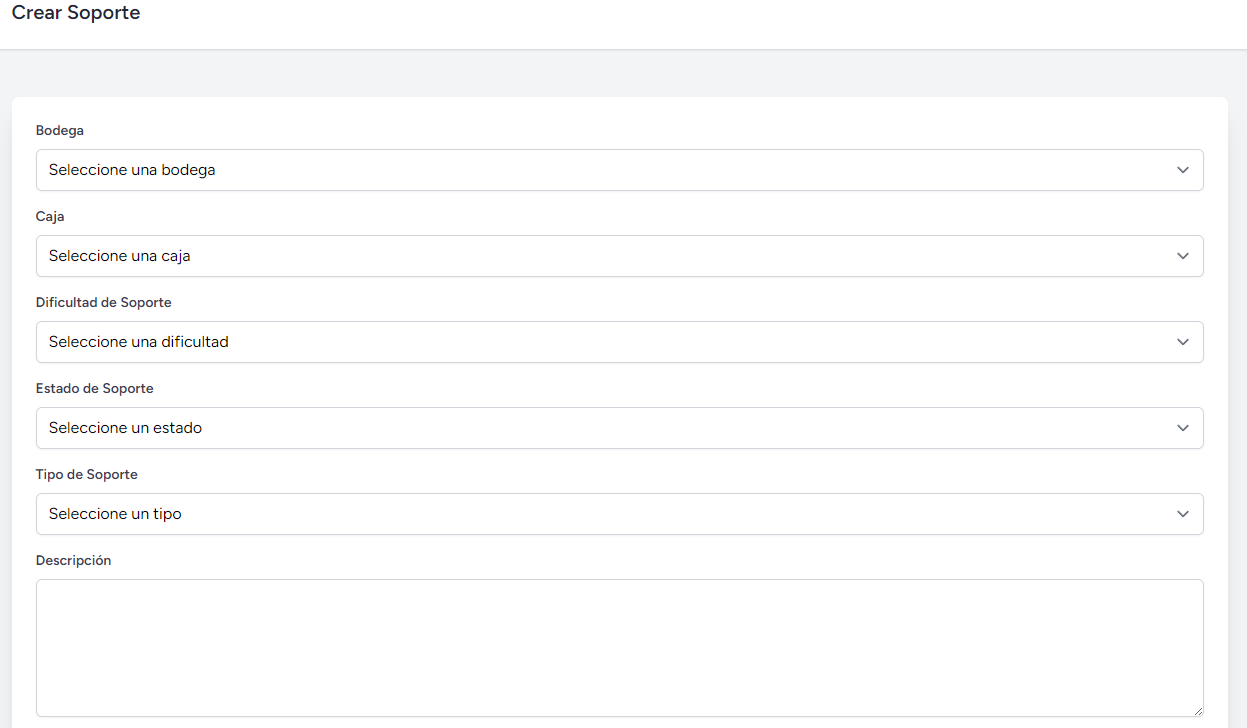 Crear Soporte
Bodega
Seleccione una bodega
Caja
Seleccione una caja
Dificultad de Soporte
Seleccione una dificultad
Estado de Soporte
Seleccione un estado
Tipo de Soporte
Seleccione un tipo
Descripción